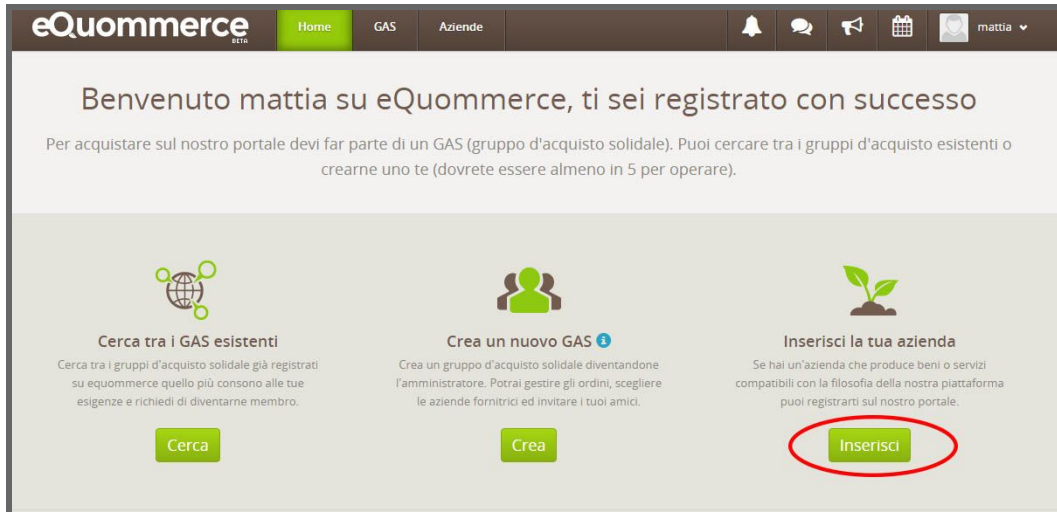 eQuommerce
BETA
Home
GAS
Aziende
mattia
Benvenuto mattia su eQuommerce, ti sei registrato con successo
Per acquistare sul nostro portale devi far parte di un GAS (gruppo d'acquisto solidale). Puoi cercare tra i gruppi d'acquisto esistenti o
crearne uno te (dovrete essere almeno in 5 per operare).
Cerca tra i GAS esistenti
Cerca tra i gruppi d'acquisto solidale già registrati
su equommerce quello più consono alle tue
esigenze e richiedi di diventarne membro.
Cerca
Crea un nuovo GAS
Crea un gruppo d'acquisto solidale diventandone
l'amministratore. Potrai gestire gli ordini, scegliere
le aziende fornitrici ed invitare i tuoi amici.
Crea
Inserisci la tua azienda
Se hai un'azienda che produce beni o servizi
compatibili con la filosofia della nostra piattaforma
puoi registrarti sul nostro portale.
Inserisci